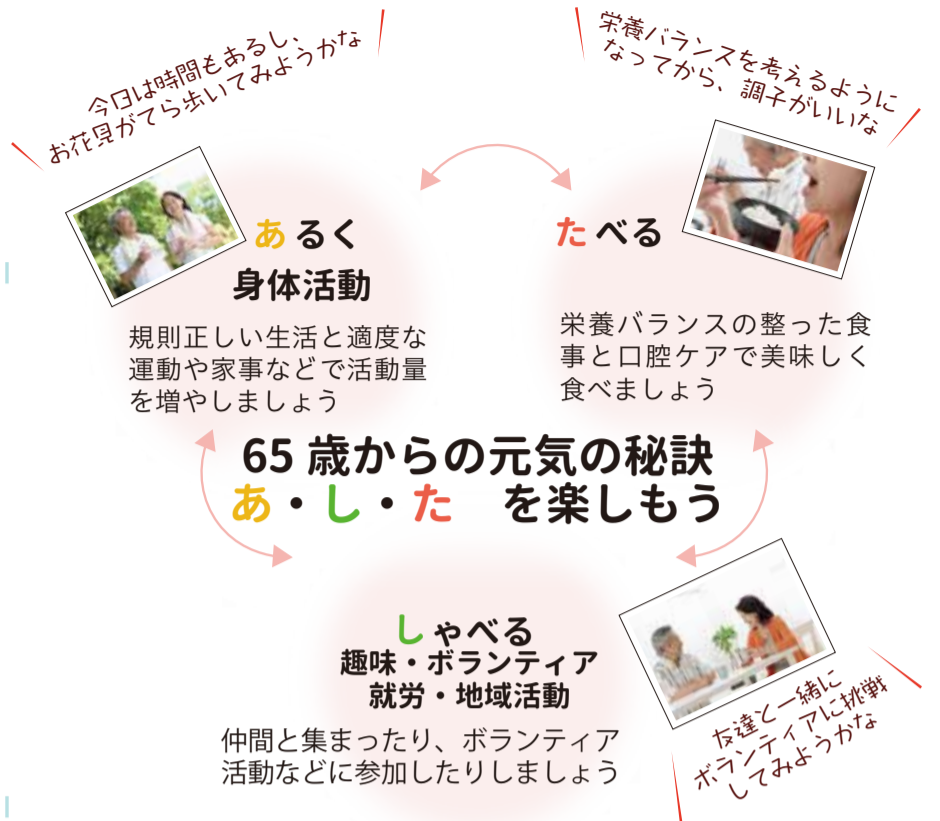 今日は時間もあるし、
お花見がてら歩いてみようかな
栄養バランスを考えるように
なってから、調子がいいな
あるく
身体活動
規則正しい生活と適度な
運動や家事などで活動量
を増やしましょう
たべる
栄養バランスの整った食
事と口腔ケアで美味しく
食べましょう
65 歳からの元気の秘訣
あ・し・た　を楽しもう
しゃべる
趣味・ボランティア
就労・地域活動
仲間と集まったり、ボランティア
活動などに参加したりしましょう
友達と一緒に
ボランティアに挑戦
してみようかな